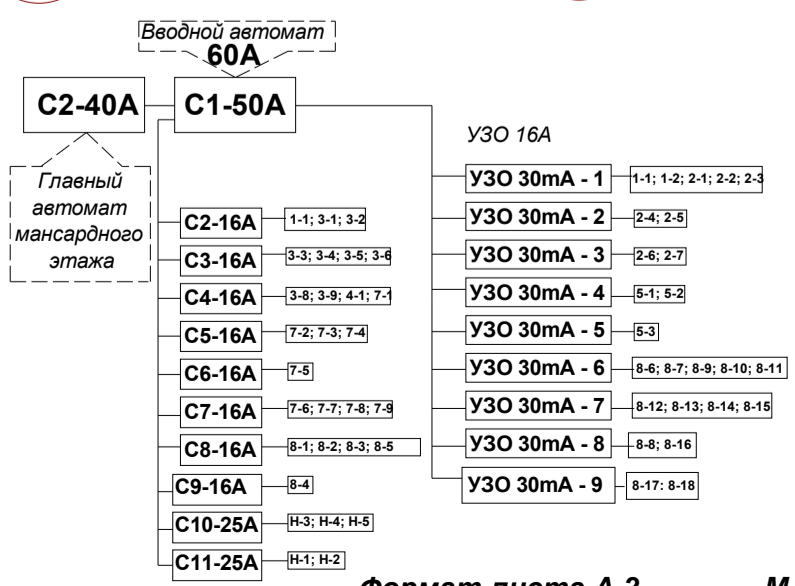 Вводной автомат
60А
С2-40А
С1-50А
Главный
автомат
мансардного
этажа
С2-16А
1-1; 3-1; 3-2
С3-16А
3-3; 3-4; 3-5; 3-6
С4-16А
3-8; 3-9; 4-1; 7-1
С5-16А
7-2; 7-3; 7-4
С6-16А
7-5
С7-16А
7-6; 7-7; 7-8; 7-9
С8-16А
8-1; 8-2; 8-3; 8-5
С9-16А
8-4
С10-25А
Н-3; Н-4; Н-5
С11-25А
Н-1; Н-2
УЗО 16А
УЗО 30mA - 1
1-1; 1-2; 2-1; 2-2; 2-3
УЗО 30mA - 2
2-4; 2-5
УЗО 30mA - 3
2-6; 2-7
УЗО 30mA - 4
5-1; 5-2
УЗО 30mA - 5
5-3
УЗО 30mA - 6
8-6; 8-7; 8-9; 8-10; 8-11
УЗО 30mA - 7
8-12; 8-13; 8-14; 8-15
УЗО 30mA - 8
8-8; 8-16
УЗО 30mA - 9
8-17: 8-18
Формат листа А 2